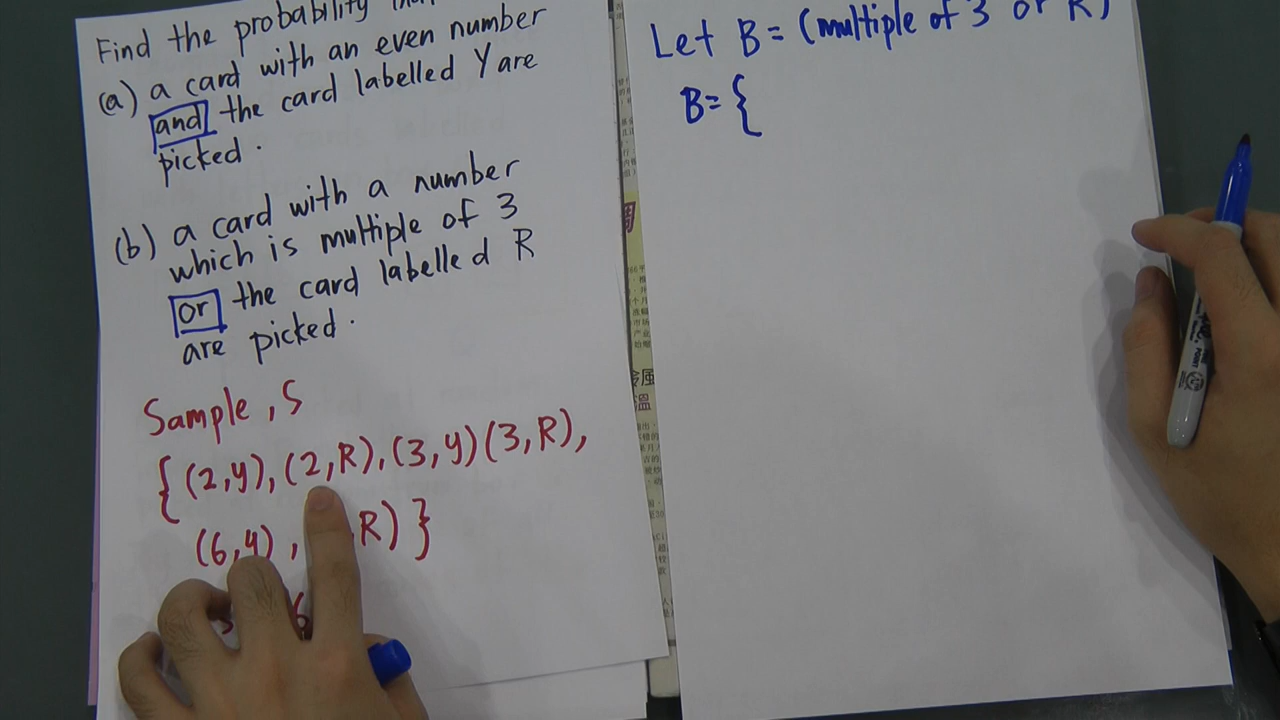 Find the probability
(a) a card with an even number
and the card labelled Y are
picked.
(b) a card with a number
which is multiple of 3
or the card labelled R
are picked.
Sample, S
{(2,y),(2,R),(3,y)(3,R),
(6,y), ,R)}
6
Let B = (multiple of 3 or R)
B = {